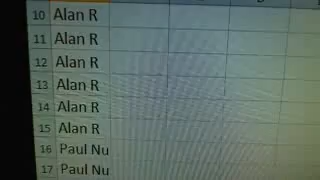 10 Alan R
11 Alan R
12 Alan R
13 Alan R
14 Alan R
15 Alan R
16 Paul Nu
17 Paul Nu